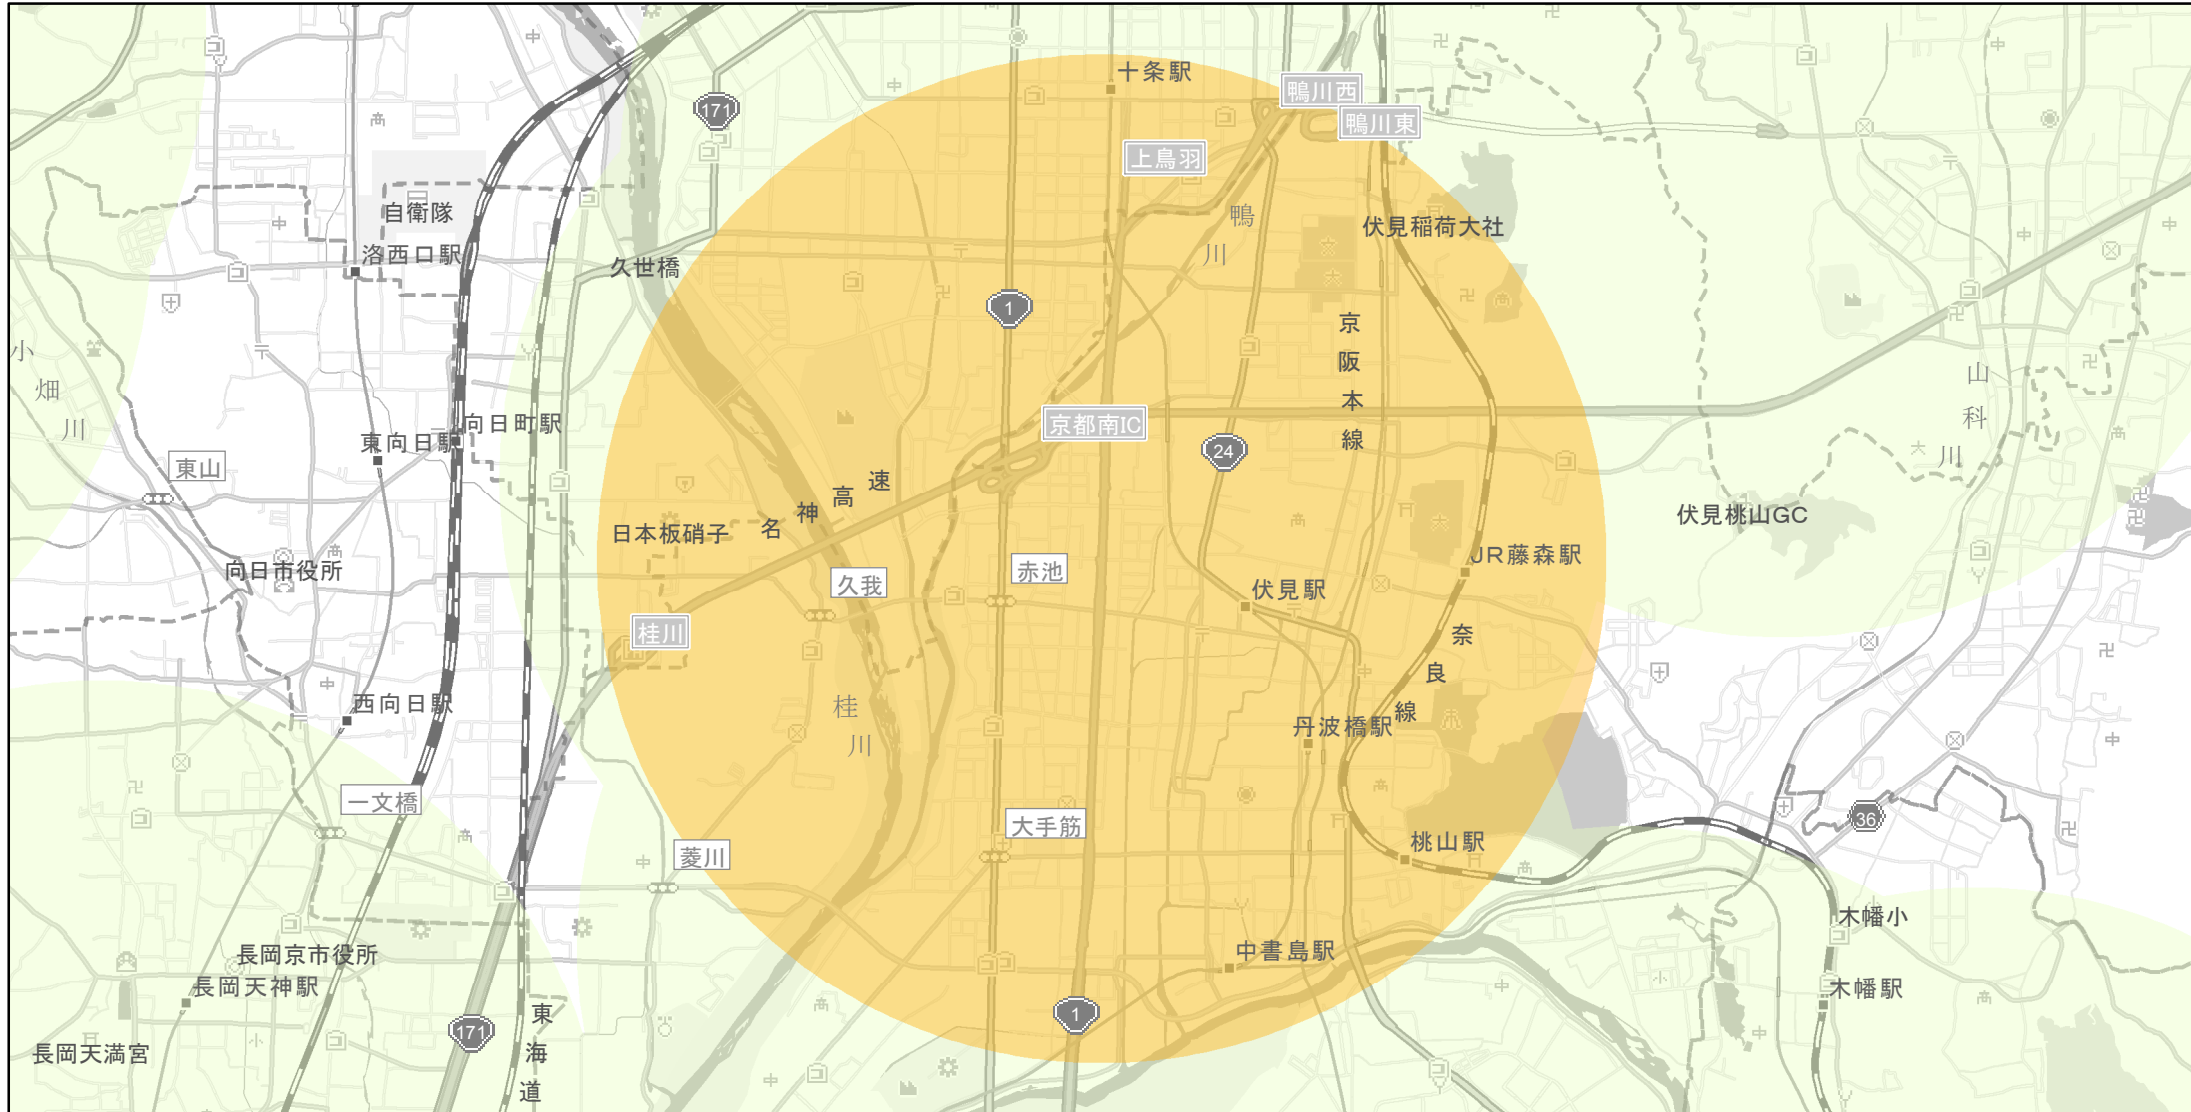 十条駅
鴨川西
171
鴨川東
上鳥羽
自衛隊
鴨川
伏見稲荷大社
洛西口駅
久世橋
1
京阪本線
小畑川
山科川
向日町駅
京都南IC
東向日駅
24
東山
名神高速
伏見桃山GC
日本板硝子
JR藤森駅
向日市役所
久我
赤池
伏見駅
桂川
奈良線
西向日駅
桂川
丹波橋駅
一文橋
36
大手筋
桃山駅
菱川
木幡小
長岡京市役所
中書島駅
長岡天神駅
木幡駅
1
171
東海道
長岡天満宮